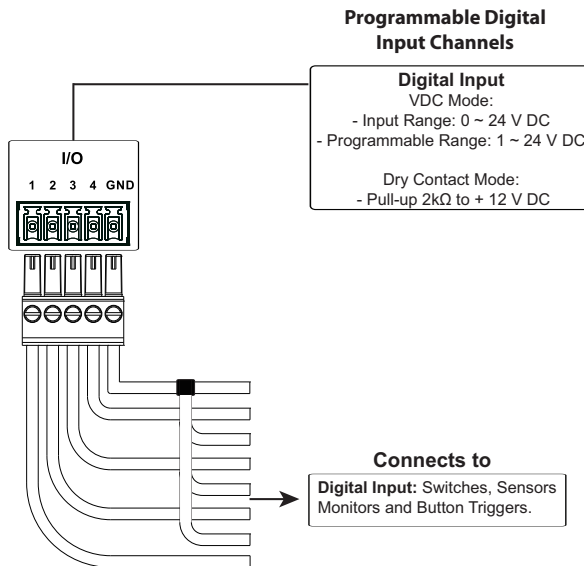 Programmable Digital
Input Channels
Digital Input
VDC Mode:
- Input Range: 0 ~ 24 V DC
- Programmable Range: 1 ~ 24 V DC
Dry Contact Mode:
- Pull-up 2kΩ to + 12 V DC
I/O
1 2 3 4 GND
Connects to
Digital Input: Switches, Sensors
Monitors and Button Triggers.